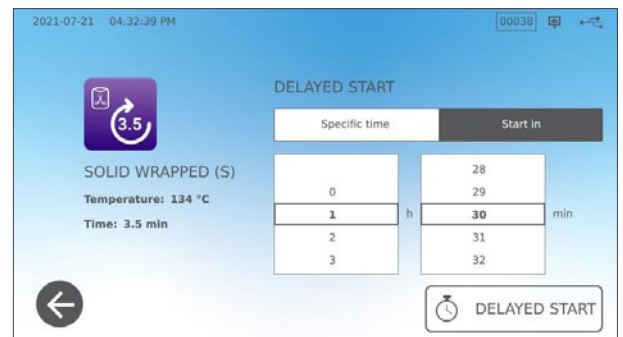 2021-07-21 04:32:39 PM 00038
3.5
SOLID WRAPPED (S)
Temperature: 134 °C
Time: 3.5 min
DELAYED START
Specific time Start in
28
0 29
1 h 30 min
2 31
3 32
DELAYED START